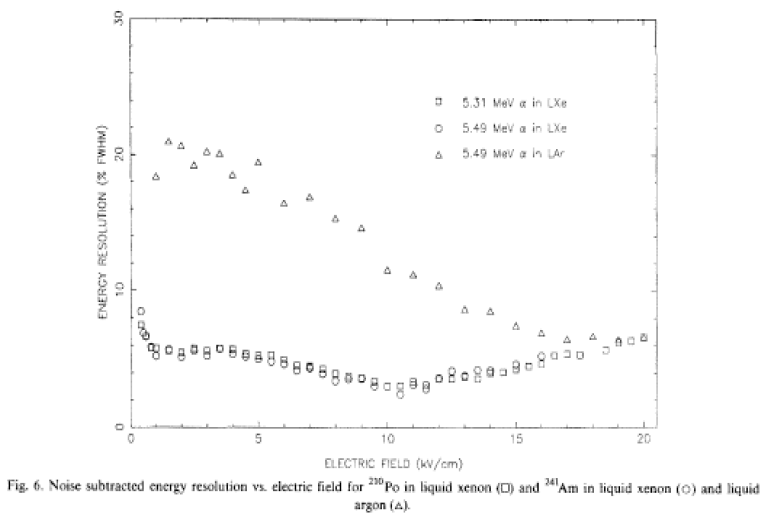 30
20
10
0
ENERGY RESOLUTION (% FWHM)
□ 5.31 MeV α in LXe
○ 5.49 MeV α in LXe
△ 5.49 MeV α in LAr
0 5 10 15 20
ELECTRIC FIELD (kV/cm)
Fig. 6. Noise subtracted energy resolution vs. electric field for ²¹⁰Po in liquid xenon (□) and ²⁴¹Am in liquid xenon (○) and liquid
argon (△).